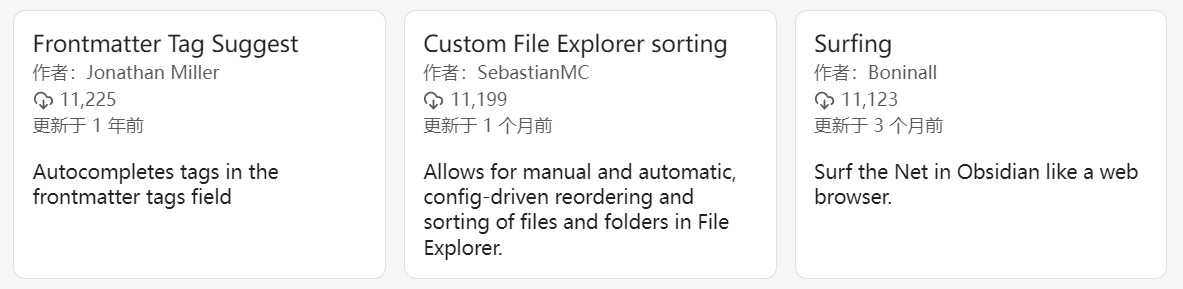 Frontmatter Tag Suggest
作者：Jonathan Miller
11,225
更新于 1 年前
Autocompletes tags in the
frontmatter tags field
Custom File Explorer sorting
作者：SebastianMC
11,199
更新于 1 个月前
Allows for manual and automatic,
config-driven reordering and
sorting of files and folders in File
Explorer.
Surfing
作者：Boninall
11,123
更新于 3 个月前
Surf the Net in Obsidian like a web
browser.